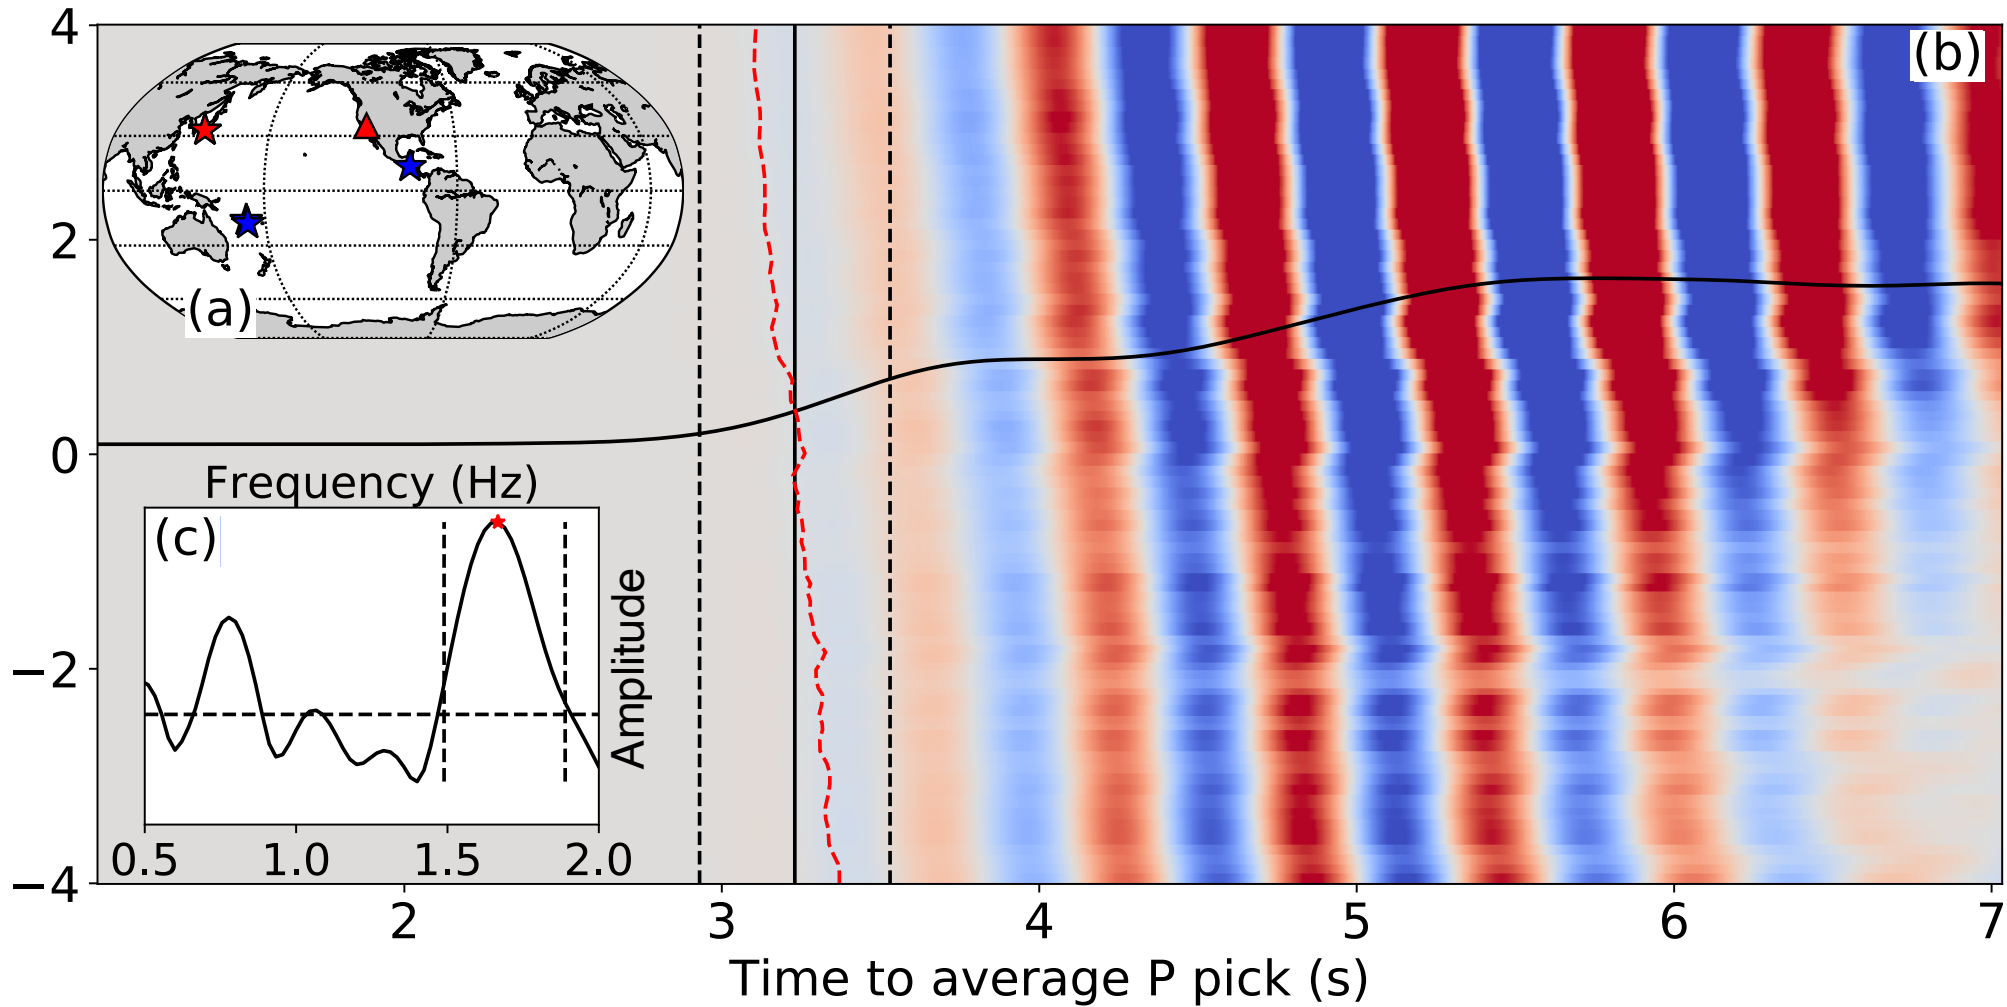 4
(b)
(a)
2
0
Frequency (Hz)
(c)
Amplitude
−2
0.5 1.0 1.5 2.0
−4
2 3 4 5 6 7
Time to average P pick (s)